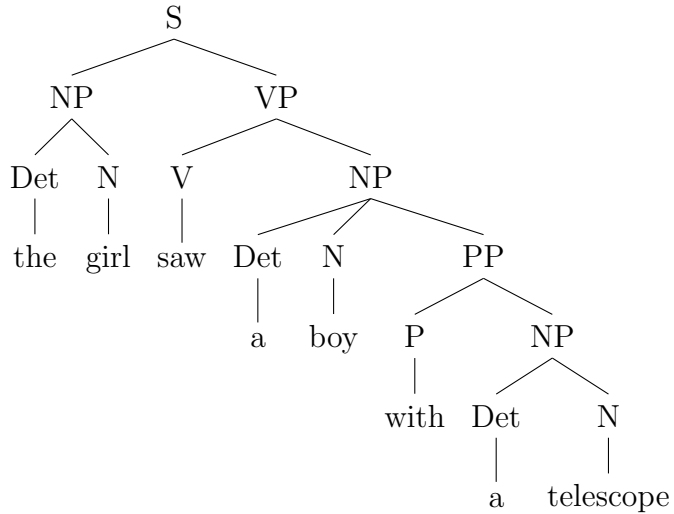 S
NP VP
Det N V NP
the girl saw Det N PP
a boy P NP
with Det N
a telescope